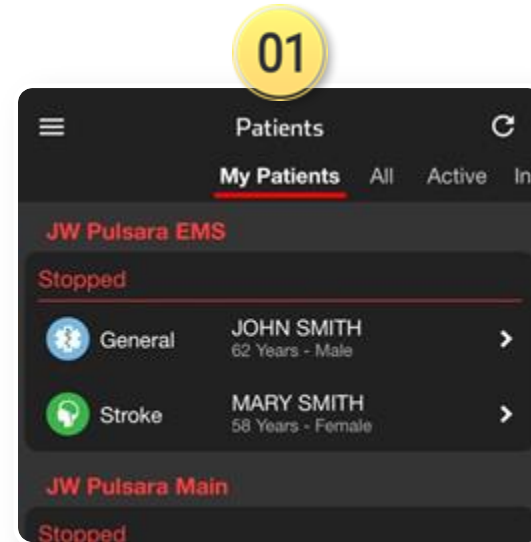 01
Patients
My Patients All Active In
JW Pulsara EMS
Stopped
General JOHN SMITH
62 Years - Male
Stroke MARY SMITH
58 Years - Female
JW Pulsara Main
Stopped